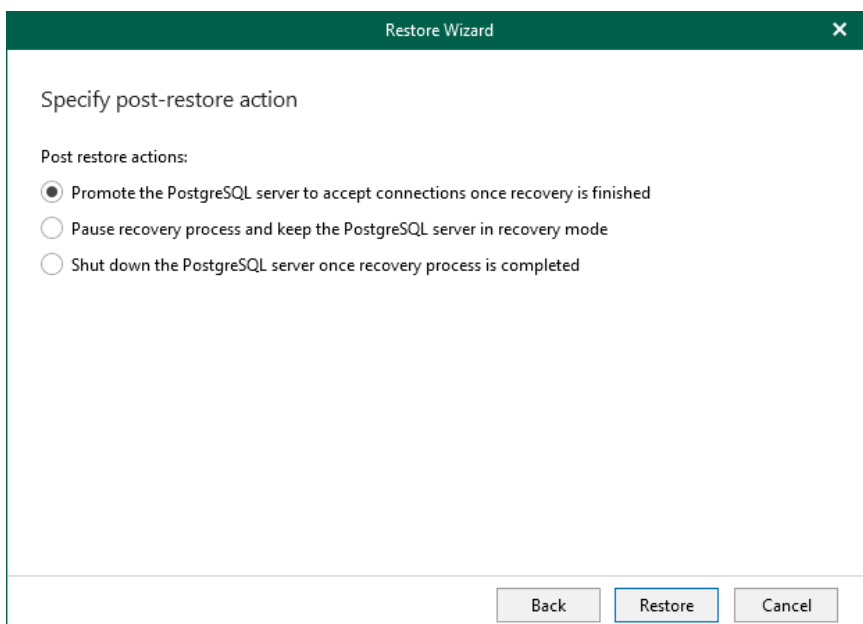 Restore Wizard
Specify post-restore action
Post restore actions:
Promote the PostgreSQL server to accept connections once recovery is finished
Pause recovery process and keep the PostgreSQL server in recovery mode
Shut down the PostgreSQL server once recovery process is completed
Back Restore Cancel